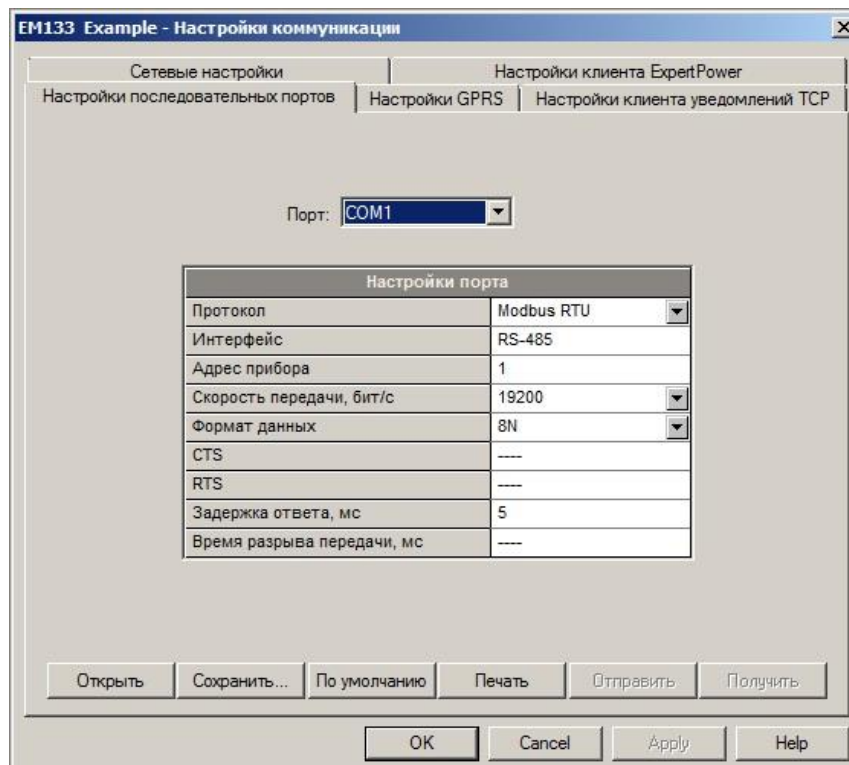 EM133 Example - Настройки коммуникации
Сетевые настройки Настройки клиента ExpertPower
Настройки последовательных портов Настройки GPRS Настройки клиента уведомлений TCP
Порт: COM1
Настройки порта
Протокол Modbus RTU
Интерфейс RS-485
Адрес прибора 1
Скорость передачи, бит/с 19200
Формат данных 8N
CTS ----
RTS ----
Задержка ответа, мс 5
Время разрыва передачи, мс ----
Открыть Сохранить... По умолчанию Печать Отправить Получить
OK Cancel Apply Help